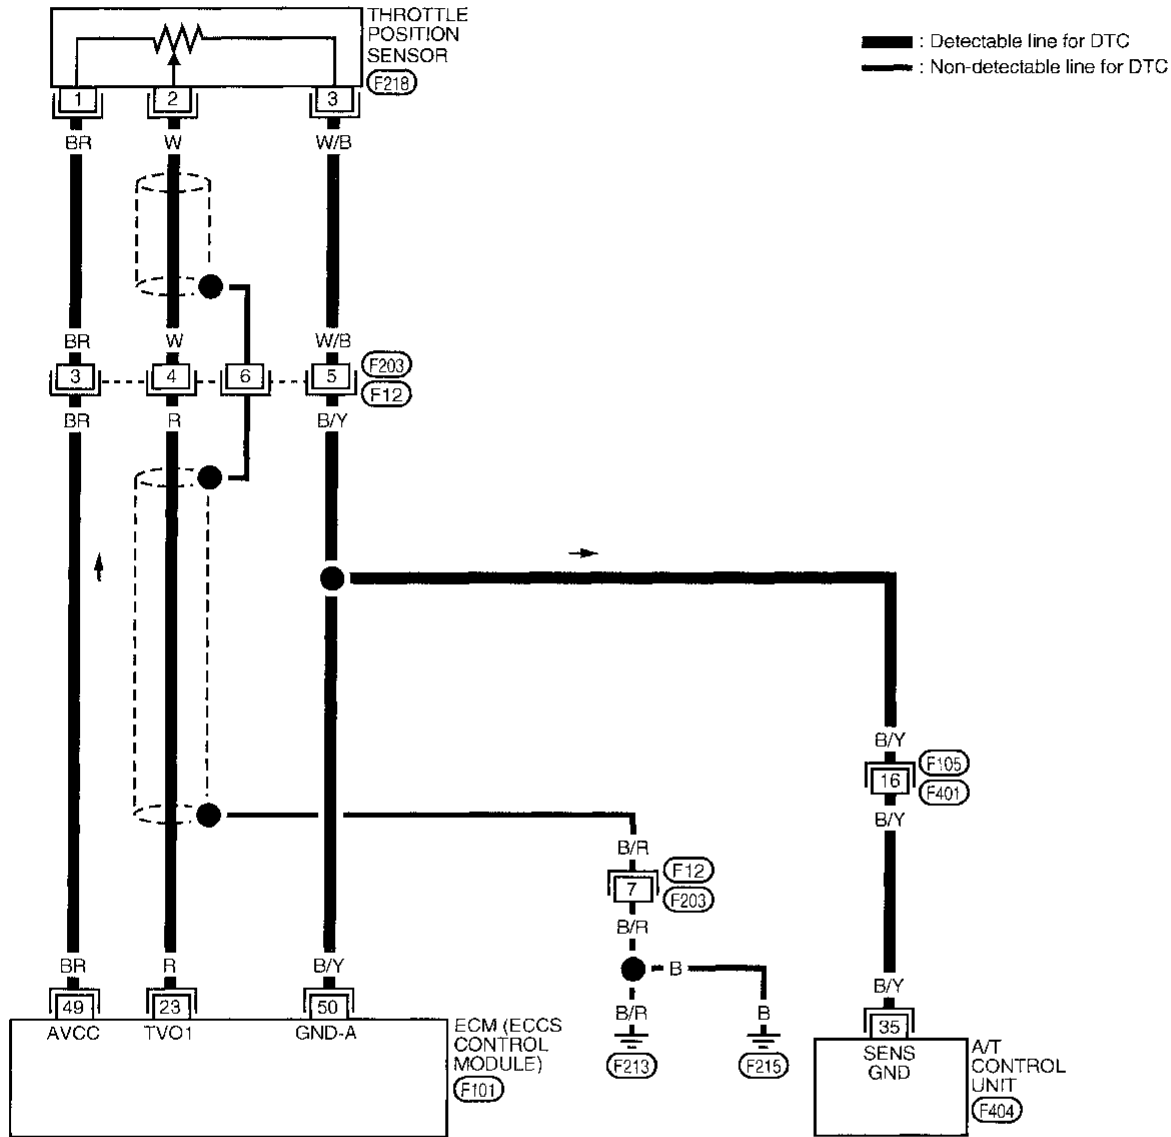 THROTTLE
POSITION
SENSOR
F218
: Detectable line for DTC
: Non-detectable line for DTC
1 2 3
BR W W/B
BR W W/B
3 4 6 5 F203
F12
BR R B/Y
B/Y
16 F105
F401
B/Y
B/R
7 F12
F203
B/R
BR R B/Y
B
B/Y
49 23 50
B/R B
35
AVCC TVO1 GND-A
ECM (ECCS
CONTROL
MODULE)
F101
F213 F215
SENS
GND
A/T
CONTROL
UNIT
F404